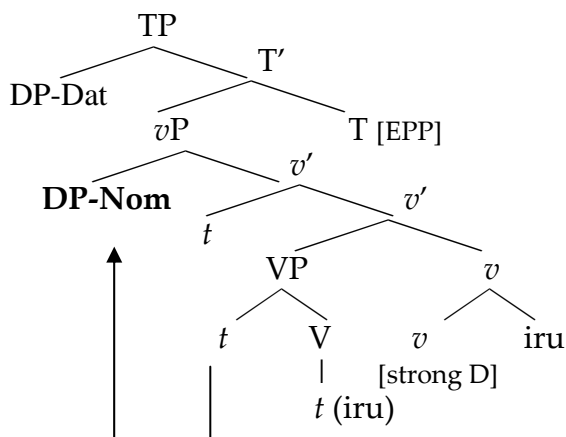 TP
DP-Dat T′
vP T [EPP]
DP-Nom v′
t v′
VP v
t V v iru
[strong D]
t (iru)